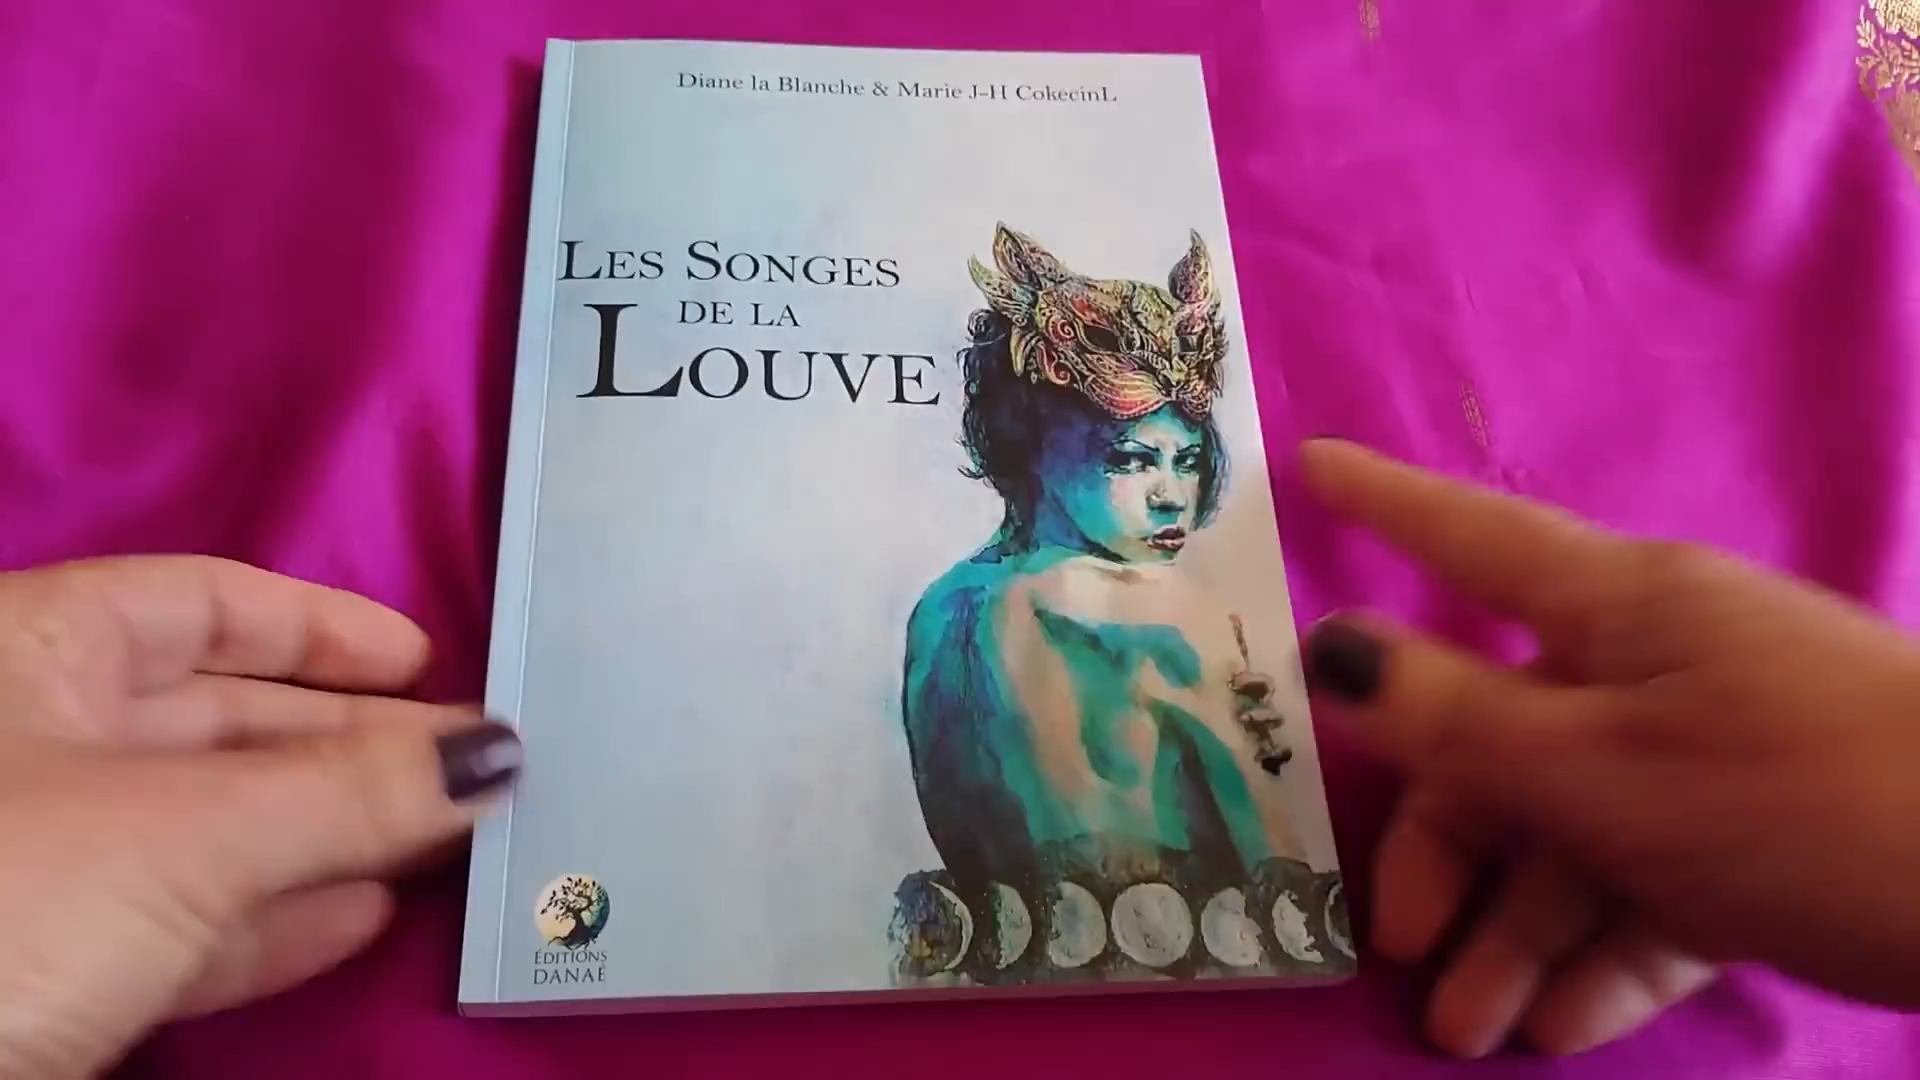 Diane la Blanche & Marie J-H CokecinL
LES SONGES
DE LA
LOUVE
ÉDITIONS
DANAÉ